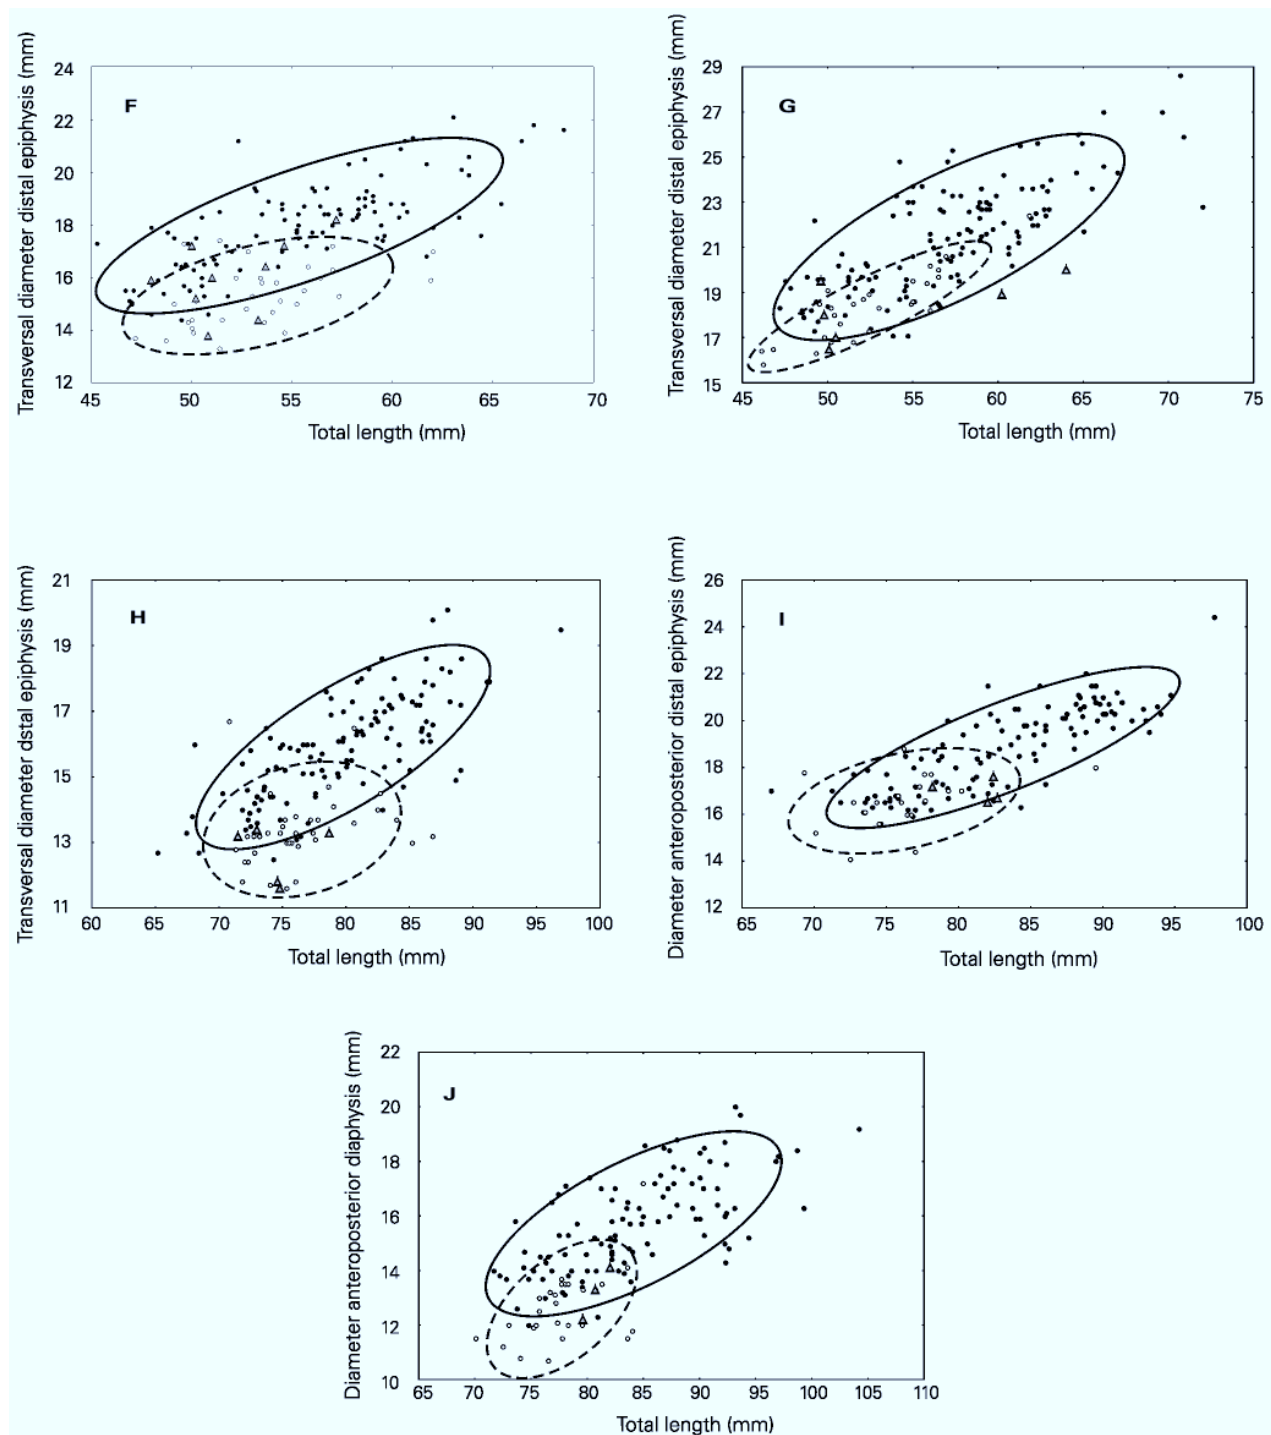 Transversal diameter distal epiphysis (mm)
24
F
22
20
18
16
14
12
45 50 55 60 65 70
Total length (mm)
Transversal diameter distal epiphysis (mm)
29
G
27
25
23
21
19
17
15
45 50 55 60 65 70 75
Total length (mm)
Transversal diameter dstal epiphysis (mm)
21
H
19
17
15
13
11
60 65 70 75 80 85 90 95 100
Total length (mm)
Diameter anteroposterior distal epiphysis (mm)
26
I
24
22
20
18
16
14
12
65 70 75 80 85 90 95 100
Total length (mm)
Diameter anteroposterior diaphysis (mm)
22
J
20
18
16
14
12
10
65 70 75 80 85 90 95 100 105 110
Total length (mm)